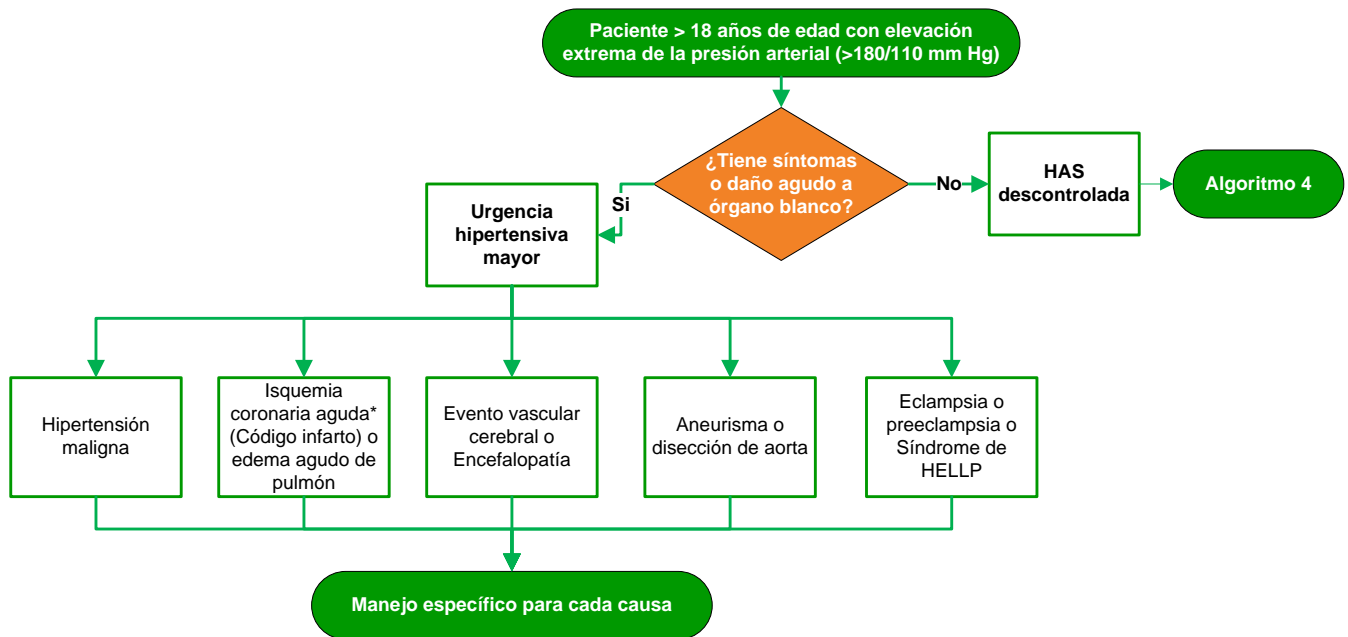 Paciente > 18 años de edad con elevación
extrema de la presión arterial (>180/110 mm Hg)
¿Tiene síntomas
o daño agudo a
órgano blanco?
No
HAS
descontrolada
Algoritmo 4
Si
Urgencia
hipertensiva
mayor
Hipertensión
maligna
Isquemia
coronaria aguda*
(Código infarto) o
edema agudo de
pulmón
Evento vascular
cerebral o
Encefalopatía
Aneurisma o
disección de aorta
Eclampsia o
preeclampsia o
Síndrome de
HELLP
Manejo específico para cada causa